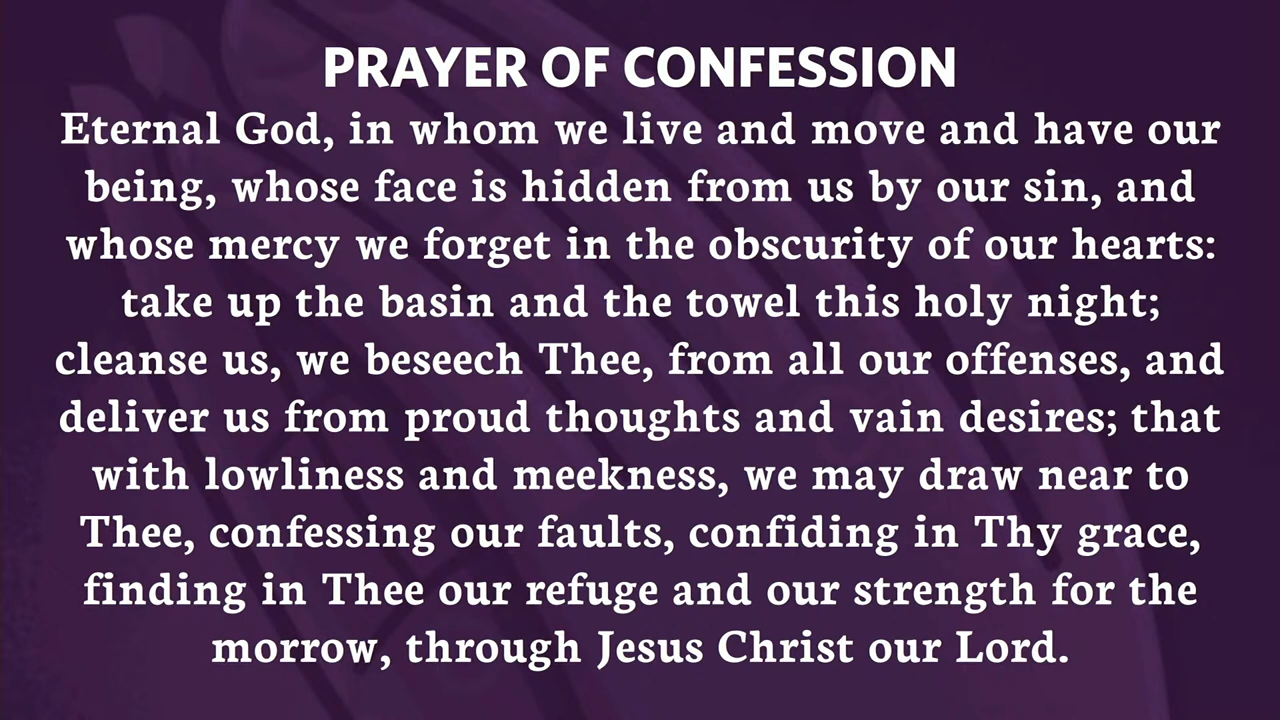 PRAYER OF CONFESSION
Eternal God, in whom we live and move and have our
being, whose face is hidden from us by our sin, and
whose mercy we forget in the obscurity of our hearts:
take up the basin and the towel this holy night;
cleanse us, we beseech Thee, from all our offenses, and
deliver us from proud thoughts and vain desires; that
with lowliness and meekness, we may draw near to
Thee, confessing our faults, confiding in Thy grace,
finding in Thee our refuge and our strength for the
morrow, through Jesus Christ our Lord.